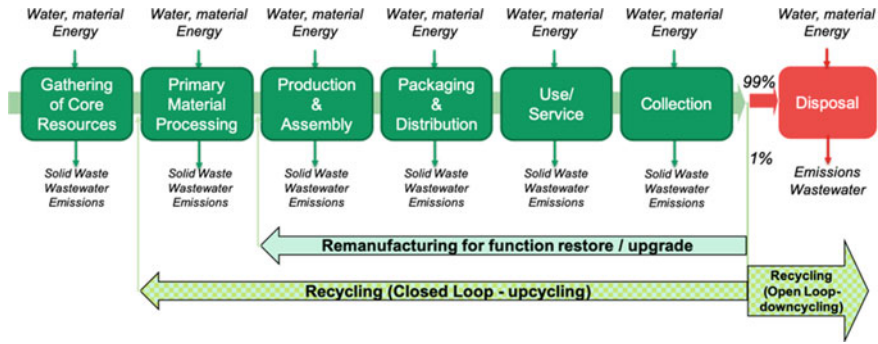 Water, material
Energy
Water, material
Energy
Water, material
Energy
Water, material
Energy
Water, material
Energy
Water, material
Energy
Water, material
Energy
Gathering
of Core
Resources
Primary
Material
Processing
Production
&
Assembly
Packaging
&
Distribution
Use/
Service
Collection
99%
Disposal
1%
Solid Waste
Wastewater
Emissions
Solid Waste
Wastewater
Emissions
Solid Waste
Wastewater
Emissions
Solid Waste
Wastewater
Emissions
Solid Waste
Wastewater
Emissions
Solid Waste
Wastewater
Emissions
Emissions
Wastewater
Remanufacturing for function restore / upgrade
Recycling (Closed Loop - upcycling)
Recycling
(Open Loop-
downcycling)